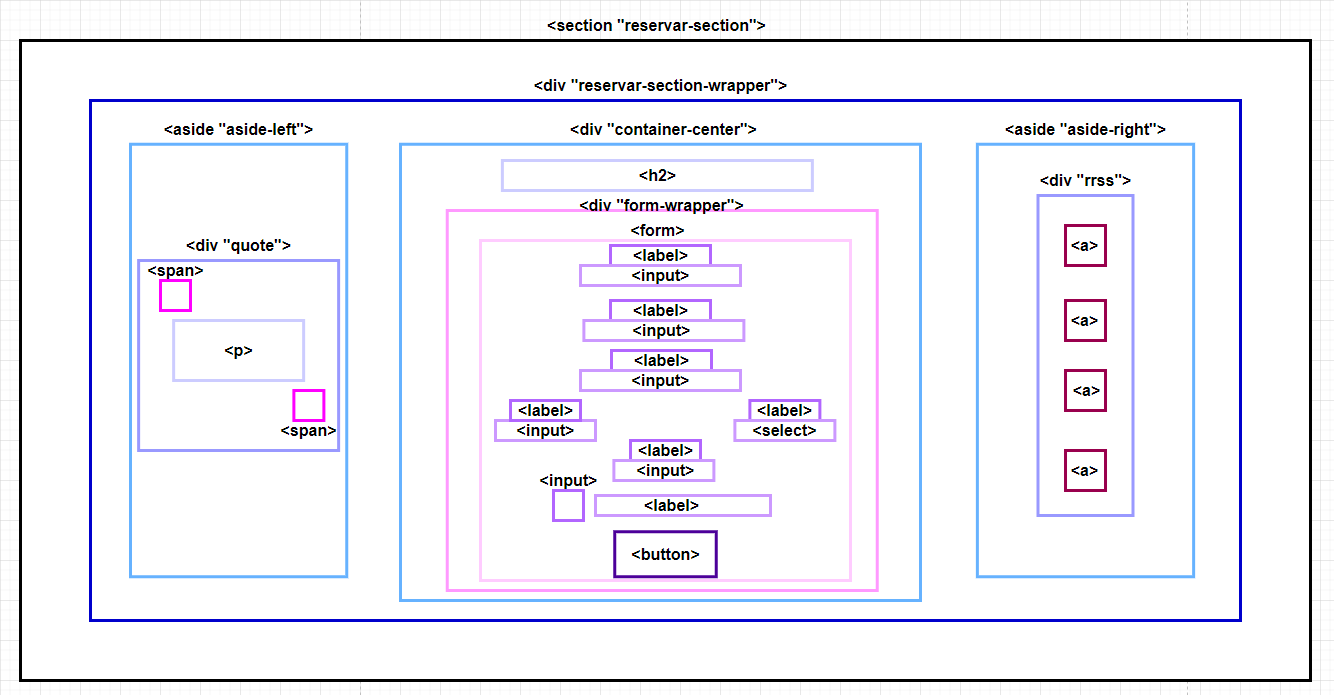 <section "reservar-section">
<div "reservar-section-wrapper">
<aside "aside-left">
<div "quote">
<span>
<p>
<span>
<div "container-center">
<h2>
<div "form-wrapper">
<form>
<label>
<input>
<label>
<input>
<label>
<input>
<label>
<input>
<label>
<select>
<label>
<input>
<input>
<label>
<button>
<aside "aside-right">
<div "rrss">
<a>
<a>
<a>
<a>